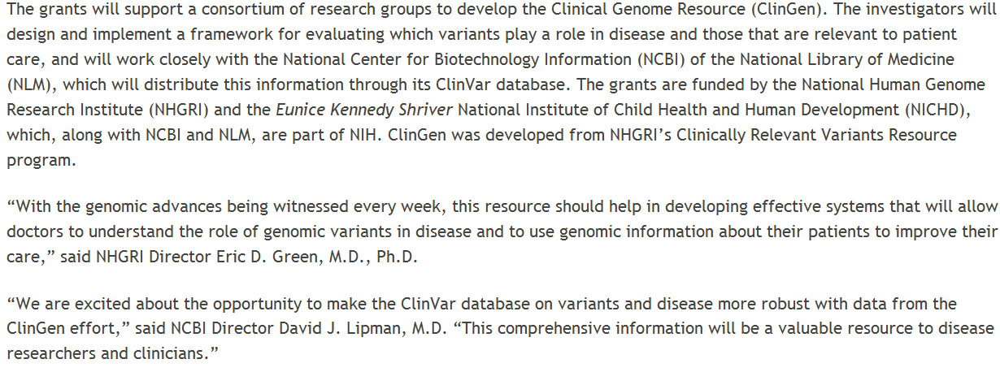 The grants will support a consortium of research groups to develop the Clinical Genome Resource (ClinGen). The investigators will
design and implement a framework for evaluating which variants play a role in disease and those that are relevant to patient
care, and will work closely with the National Center for Biotechnology Information (NCBI) of the National Library of Medicine
(NLM), which will distribute this information through its ClinVar database. The grants are funded by the National Human Genome
Research Institute (NHGRI) and the Eunice Kennedy Shriver National Institute of Child Health and Human Development (NICHD),
which, along with NCBI and NLM, are part of NIH. ClinGen was developed from NHGRI’s Clinically Relevant Variants Resource
program.
“With the genomic advances being witnessed every week, this resource should help in developing effective systems that will allow
doctors to understand the role of genomic variants in disease and to use genomic information about their patients to improve their
care,” said NHGRI Director Eric D. Green, M.D., Ph.D.
“We are excited about the opportunity to make the ClinVar database on variants and disease more robust with data from the
ClinGen effort,” said NCBI Director David J. Lipman, M.D. “This comprehensive information will be a valuable resource to disease
researchers and clinicians.”